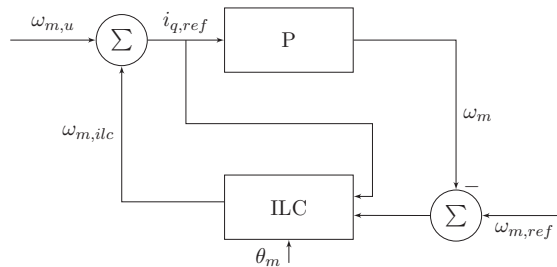 ω_{m,u}
∑
i_{q,ref}
P
ω_m
ω_{m,ilc}
ILC
−
∑
ω_{m,ref}
θ_m